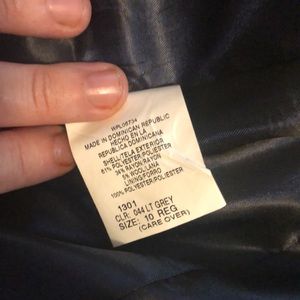 WPL06734
MADE IN DOMINICAN REPUBLIC
HECHO EN LA
REPUBLICA DOMINICANA
SHELL/TELA EXTERIOR
61% POLYESTER/POLIESTER
34% RAYON/RAYON
5% WOOL/LANA
LINING/FORRO
100% POLYESTER/POLIESTER
1301
CLR: 044 LT GREY
SIZE: 10 REG
(CARE OVER)